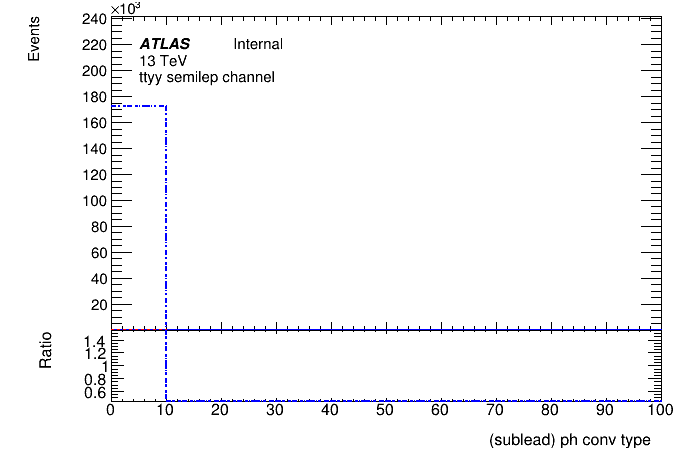 ×10³
Events
240
220
200
180
160
140
120
100
80
60
40
20
ATLAS Internal
13 TeV
ttyy semilep channel
Ratio
1.4
1.2
1
0.8
0.6
0 10 20 30 40 50 60 70 80 90 100
(sublead) ph conv type